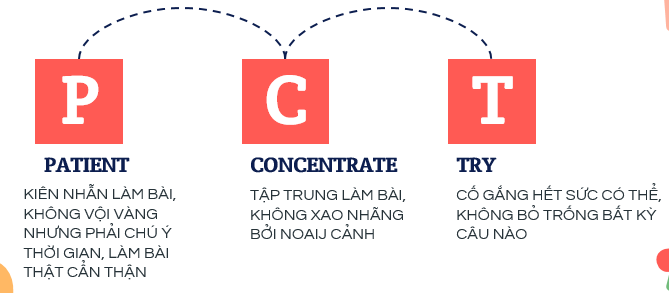 P
C
T
PATIENT
KIÊN NHẪN LÀM BÀI,
KHÔNG VỘI VÀNG
NHƯNG PHẢI CHÚ Ý
THỜI GIAN, LÀM BÀI
THẬT CẨN THẬN
CONCENTRATE
TẬP TRUNG LÀM BÀI,
KHÔNG XAO NHÃNG
BỞI NOAIJ CẢNH
TRY
CỐ GẮNG HẾT SỨC CÓ THỂ,
KHÔNG BỎ TRỐNG BẤT KỲ
CÂU NÀO